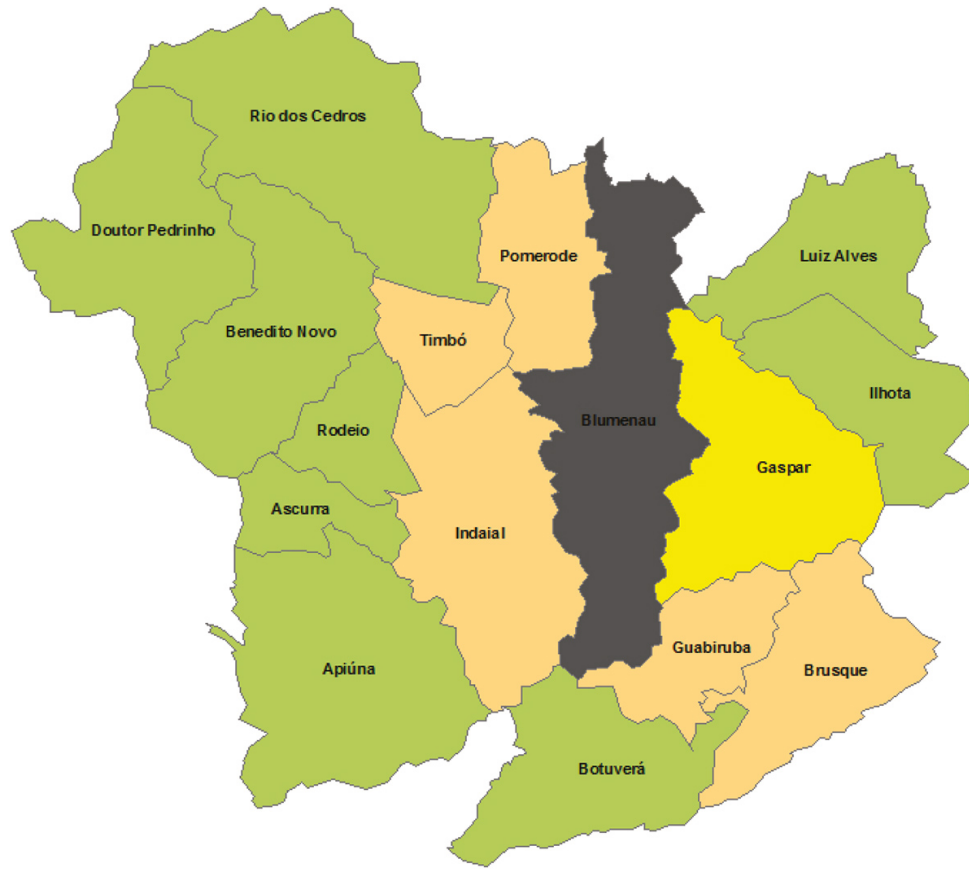 Rio dos Cedros
Doutor Pedrinho
Pomerode
Luiz Alves
Benedito Novo
Timbó
Ilhota
Blumenau
Rodeio
Gaspar
Ascurra
Indaial
Guabiruba
Apiúna
Brusque
Botuverá